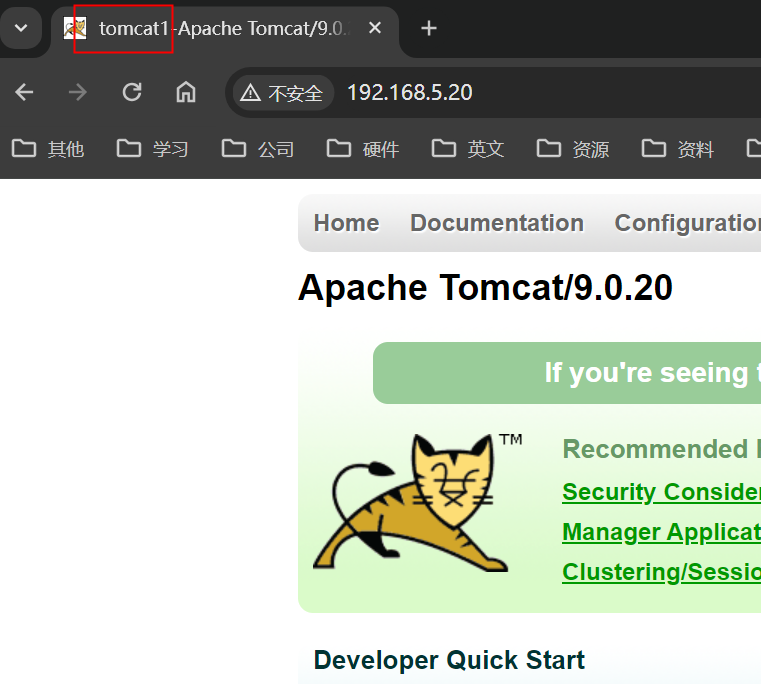 tomcat1-Apache Tomcat/9.0.
不安全 192.168.5.20
其他 学习 公司 硬件 英文 资源 资料
Home Documentation Configuration
Apache Tomcat/9.0.20
If you're seeing t
TM
Recommended
Security Consider
Manager Applicat
Clustering/Sessio
Developer Quick Start